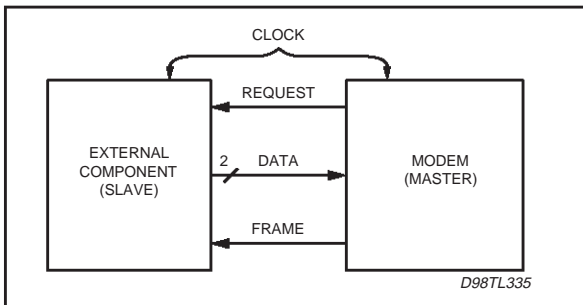 CLOCK
REQUEST
EXTERNAL
COMPONENT
(SLAVE)
2 DATA
MODEM
(MASTER)
FRAME
D98TL335